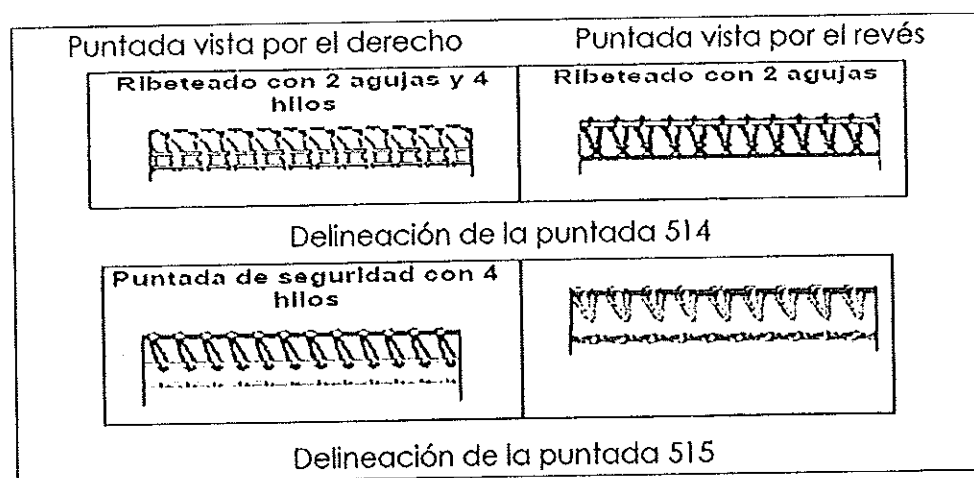 Puntada vista por el derecho
Puntada vista por el revés
Ribeteado con 2 agujas y 4
hilos
Ribeteado con 2 agujas
Delineación de la puntada 514
Puntada de seguridad con 4
hilos
Delineación de la puntada 515